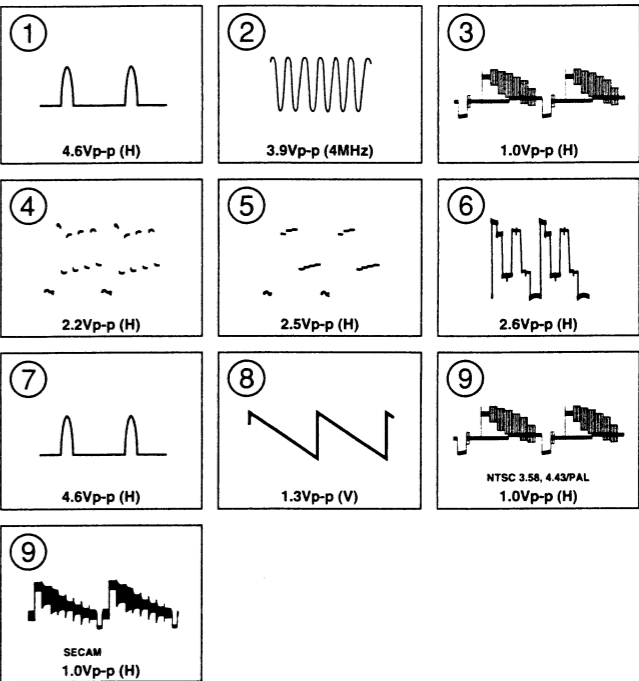 1
4.6Vp-p (H)
2
3.9Vp-p (4MHz)
3
1.0Vp-p (H)
4
2.2Vp-p (H)
5
2.5Vp-p (H)
6
2.6Vp-p (H)
7
4.6Vp-p (H)
8
1.3Vp-p (V)
9
NTSC 3.58, 4.43/PAL
1.0Vp-p (H)
9
SECAM
1.0Vp-p (H)